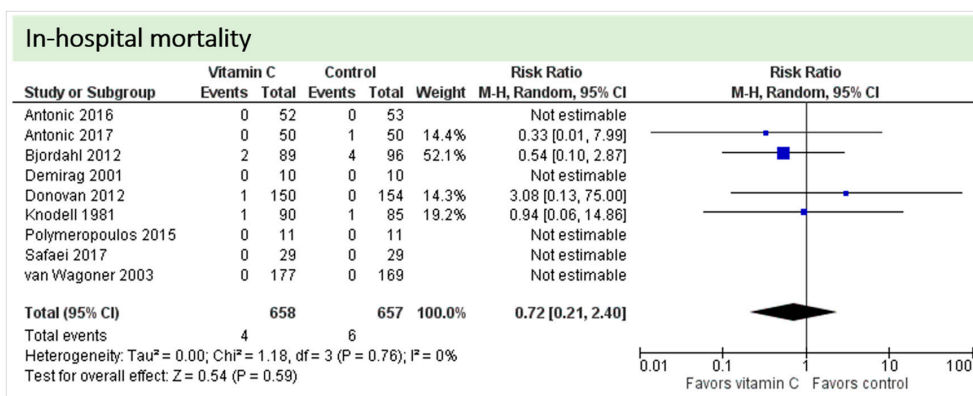 In-hospital mortality
Vitamin C Control Risk Ratio Risk Ratio
Study or Subgroup Events Total Events Total Weight M-H, Random, 95% CI M-H, Random, 95% CI
Antonic 2016 0 52 0 53 Not estimable
Antonic 2017 0 50 1 50 14.4% 0.33 [0.01, 7.99]
Bjordahl 2012 2 89 4 96 52.1% 0.54 [0.10, 2.87]
Demirag 2001 0 10 0 10 Not estimable
Donovan 2012 1 150 0 154 14.3% 3.08 [0.13, 75.00]
Knodell 1981 1 90 1 85 19.2% 0.94 [0.06, 14.86]
Polymeropoulos 2015 0 11 0 11 Not estimable
Safaei 2017 0 29 0 29 Not estimable
van Wagoner 2003 0 177 0 169 Not estimable
Total (95% CI) 658 657 100.0% 0.72 [0.21, 2.40]
Total events 4 6
Heterogeneity: Tau² = 0.00; Chi² = 1.18, df = 3 (P = 0.76); I² = 0%
Test for overall effect: Z = 0.54 (P = 0.59)
0.01 0.1 1 10 100
Favors vitamin C Favors control